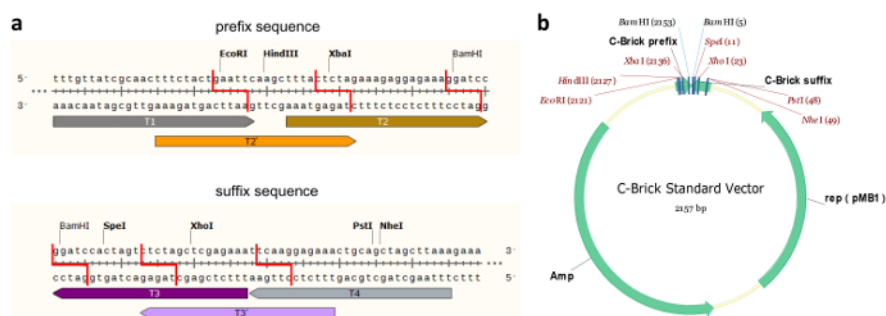 a
prefix sequence
EcoRI HindIII XbaI BamHI
5' tttgttatcgcaactttctactgaattcaagctttactctagaaagaggagaaaggatcc
3' aaacaatagcgttgaaagatgacttaagttcgaaatgagatctttctcctctttcctagg
T1 T2
T2'
suffix sequence
BamHI SpeI XhoI PstI NheI
ggatccactagtctctagctcgagaaattcaaggagaaactgcagctagcttaaagaaa 3'
cctaggtgatcagagatcgagctctttaagttcctctttgacgtcgatcgaatttcttt 5'
T3 T4
T3'
b
BamHI (2153) BamHI (5)
C-Brick prefix SpeI (11)
XbaI (2136) XhoI (23)
HindIII (2127) C-Brick suffix
EcoRI (2121) PstI (48)
NheI (49)
C-Brick Standard Vector
2157 bp
rep ( pMB1)
Amp